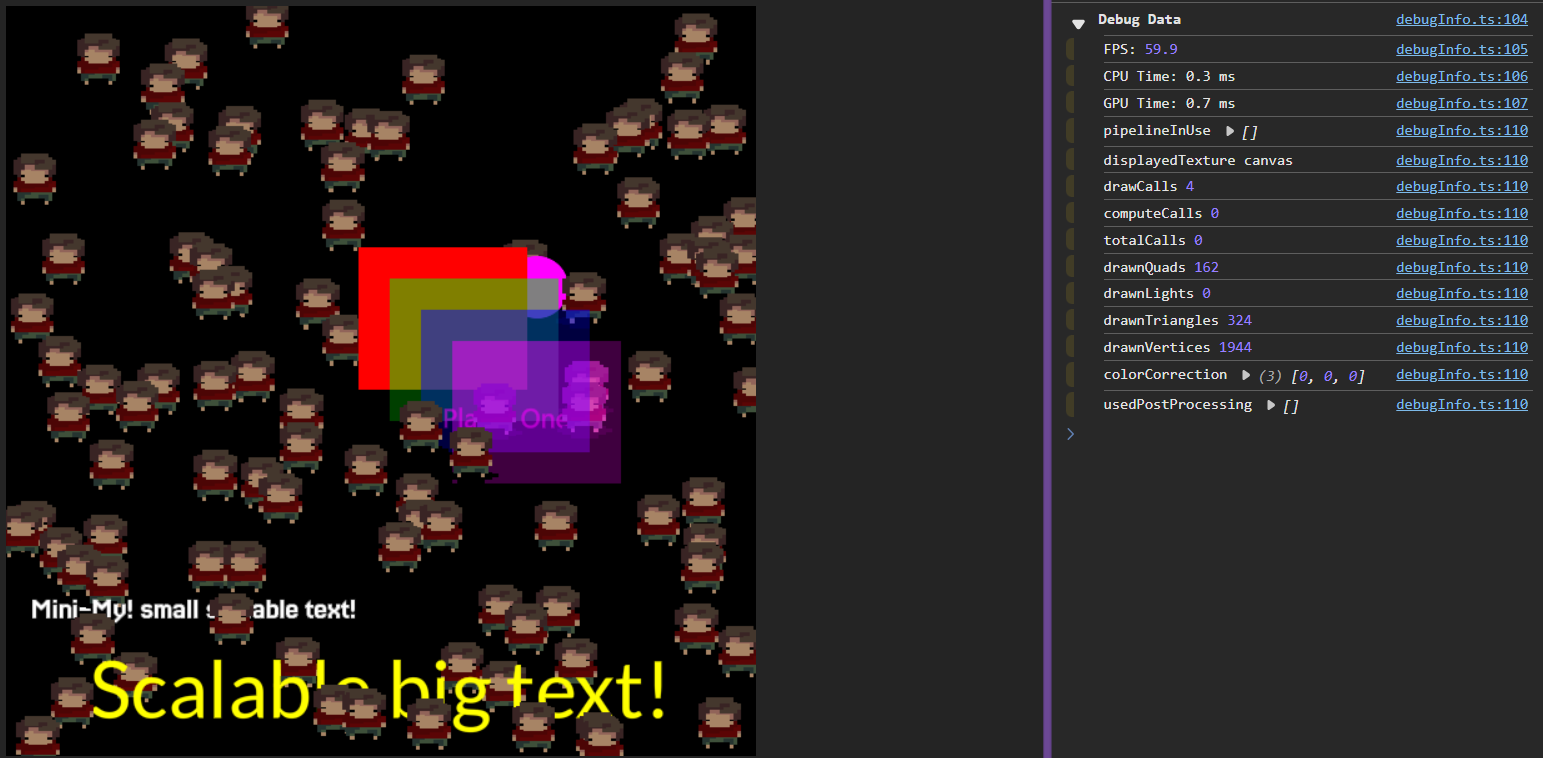 Pla One
Mini-My! small s able text!
Scalable big text!
Debug Data debugInfo.ts:104
FPS: 59.9 debugInfo.ts:105
CPU Time: 0.3 ms debugInfo.ts:106
GPU Time: 0.7 ms debugInfo.ts:107
pipelineInUse ▶ [] debugInfo.ts:110
displayedTexture canvas debugInfo.ts:110
drawCalls 4 debugInfo.ts:110
computeCalls 0 debugInfo.ts:110
totalCalls 0 debugInfo.ts:110
drawnQuads 162 debugInfo.ts:110
drawnLights 0 debugInfo.ts:110
drawnTriangles 324 debugInfo.ts:110
drawnVertices 1944 debugInfo.ts:110
colorCorrection ▶ (3) [0, 0, 0] debugInfo.ts:110
usedPostProcessing ▶ [] debugInfo.ts:110